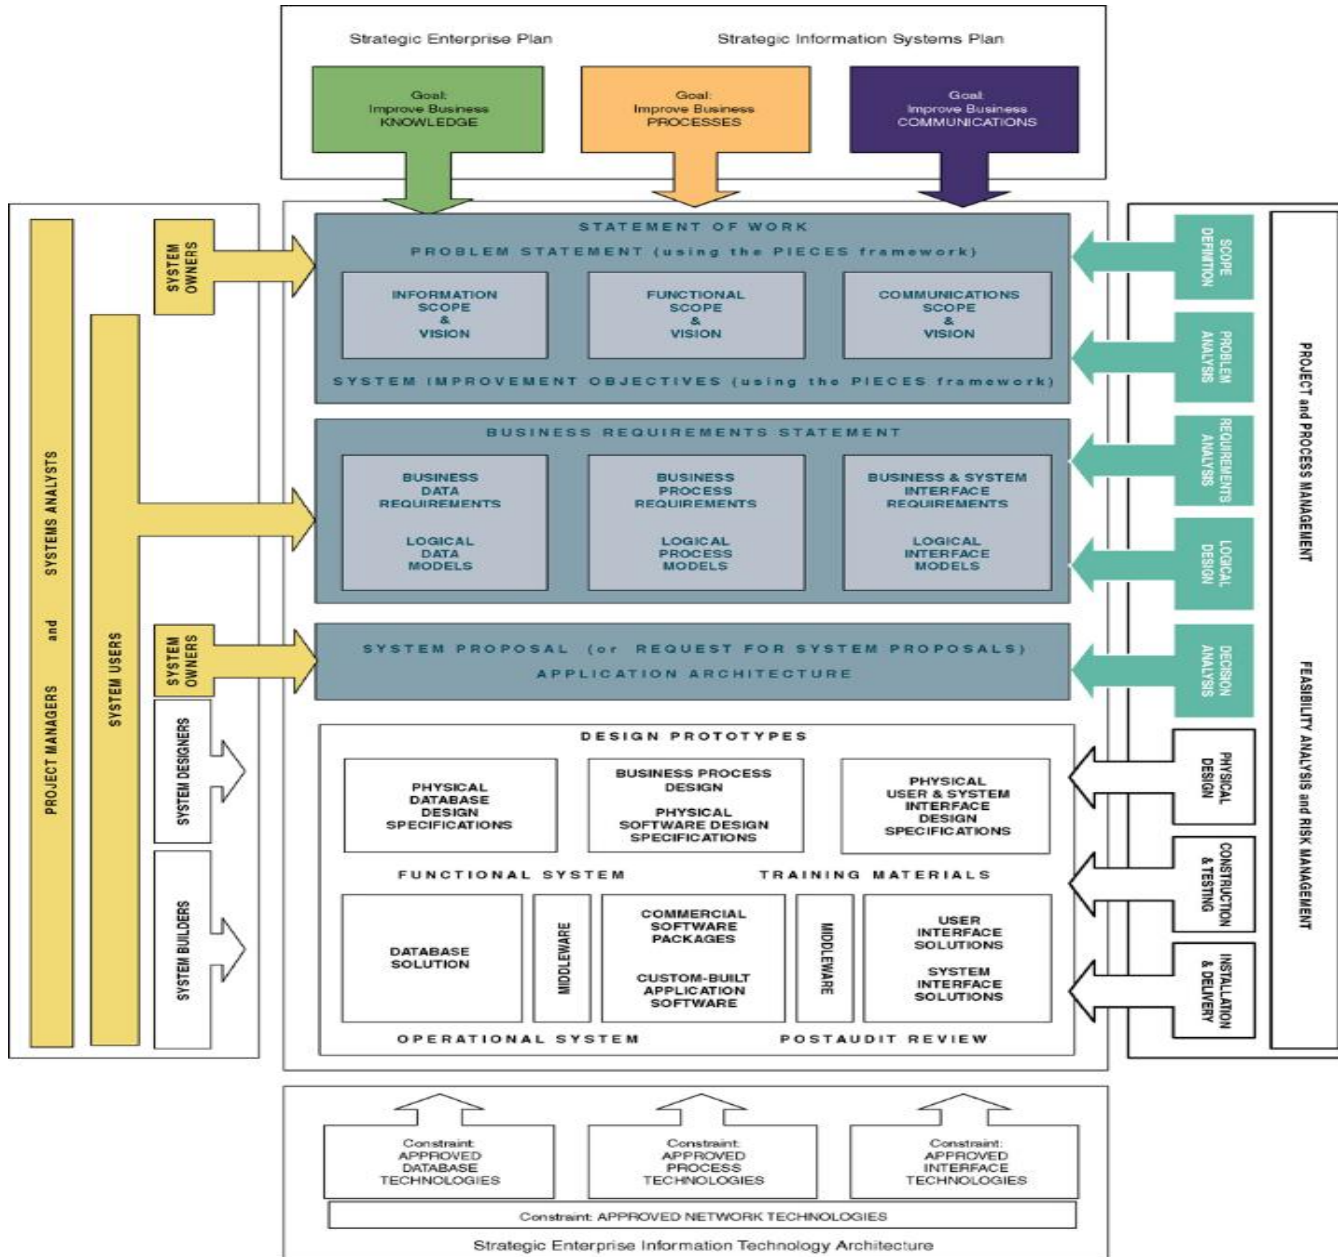 Strategic Enterprise Plan
Strategic Information Systems Plan
Goal:
Improve Business
KNOWLEDGE
Goal:
Improve Business
PROCESSES
Goal:
Improve Business
COMMUNICATIONS
PROJECT MANAGERS and SYSTEMS ANALYSTS
SYSTEM USERS
SYSTEM
OWNERS
SYSTEM
OWNERS
SYSTEM DESIGNERS
SYSTEM BUILDERS
STATEMENT OF WORK
PROBLEM STATEMENT (using the PIECES framework)
INFORMATION
SCOPE
&
VISION
FUNCTIONAL
SCOPE
&
VISION
COMMUNICATIONS
SCOPE
&
VISION
SYSTEM IMPROVEMENT OBJECTIVES (using the PIECES framework)
BUSINESS REQUIREMENTS STATEMENT
BUSINESS
DATA
REQUIREMENTS
LOGICAL
DATA
MODELS
BUSINESS
PROCESS
REQUIREMENTS
LOGICAL
PROCESS
MODELS
BUSINESS & SYSTEM
INTERFACE
REQUIREMENTS
LOGICAL
INTERFACE
MODELS
SYSTEM PROPOSAL (or REQUEST FOR SYSTEM PROPOSALS)
APPLICATION ARCHITECTURE
DESIGN PROTOTYPES
PHYSICAL
DATABASE
DESIGN
SPECIFICATIONS
BUSINESS PROCESS
DESIGN
PHYSICAL
SOFTWARE DESIGN
SPECIFICATIONS
PHYSICAL
USER & SYSTEM
INTERFACE
DESIGN
SPECIFICATIONS
FUNCTIONAL SYSTEM
TRAINING MATERIALS
DATABASE
SOLUTION
MIDDLEWARE
COMMERCIAL
SOFTWARE
PACKAGES
CUSTOM-BUILT
APPLICATION
SOFTWARE
MIDDLEWARE
USER
INTERFACE
SOLUTIONS
SYSTEM
INTERFACE
SOLUTIONS
OPERATIONAL SYSTEM
POSTAUDIT REVIEW
SCOPE
DEFINITION
PROBLEM
ANALYSIS
REQUIREMENTS
ANALYSIS
LOGICAL
DESIGN
DECISION
ANALYSIS
PHYSICAL
DESIGN
CONSTRUCTION
& TESTING
INSTALLATION
& DELIVERY
PROJECT and PROCESS MANAGEMENT
FEASIBILITY ANALYSIS and RISK MANAGEMENT
Constraint:
APPROVED
DATABASE
TECHNOLOGIES
Constraint:
APPROVED
PROCESS
TECHNOLOGIES
Constraint:
APPROVED
INTERFACE
TECHNOLOGIES
Constraint: APPROVED NETWORK TECHNOLOGIES
Strategic Enterprise Information Technology Architecture